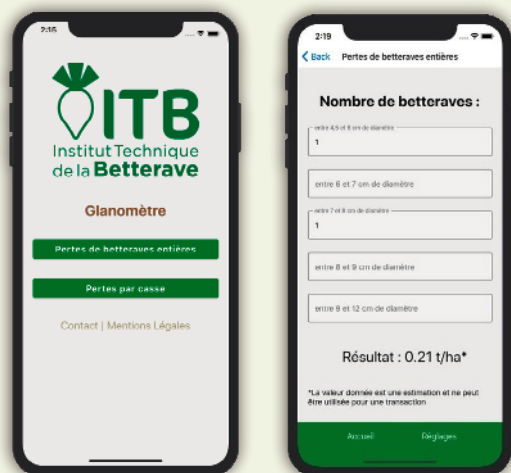 2:16
ITB
Institut Technique
de la Betterave
Glanomètre
Pertes de betteraves entières
Pertes par casse
Contact | Mentions Légales
2:19
Back Pertes de betteraves entières
Nombre de betteraves :
entre 4,5 et 6 cm de diamètre
1
entre 6 et 7 cm de diamètre
entre 7 et 8 cm de diamètre
1
entre 8 et 9 cm de diamètre
entre 9 et 12 cm de diamètre
Résultat : 0.21 t/ha*
*La valeur donnée est une estimation et ne peut
être utilisée pour une transaction
Accueil Réglages